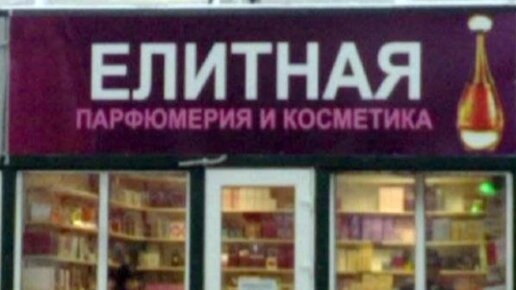 ЕЛИТНАЯ
ПАРФЮМЕРИЯ И КОСМЕТИКА